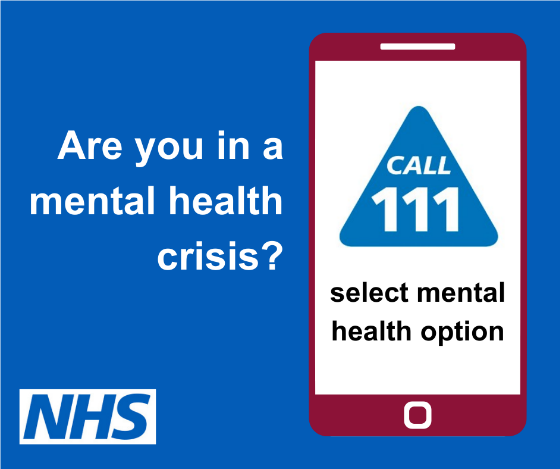 Are you in a
mental health
crisis?
CALL
111
select mental
health option
NHS